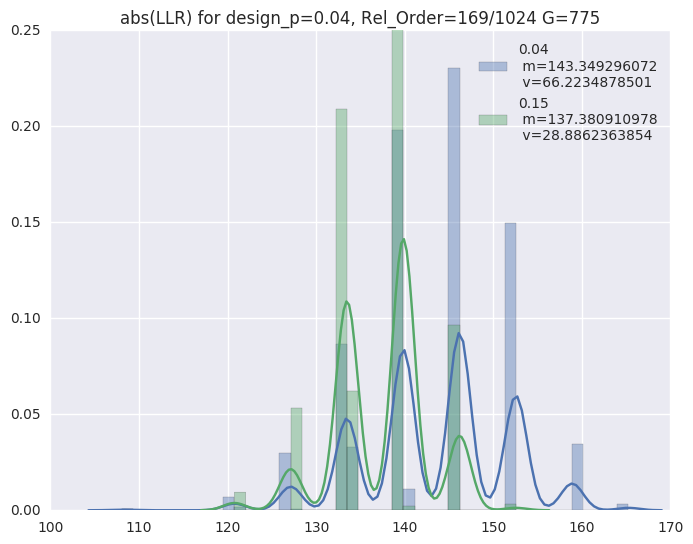 abs(LLR) for design_p=0.04, Rel_Order=169/1024 G=775
0.25
0.20
0.15
0.10
0.05
0.00
0.04
m=143.349296072
v=66.2234878501
0.15
m=137.380910978
v=28.8862363854
100 110 120 130 140 150 160 170